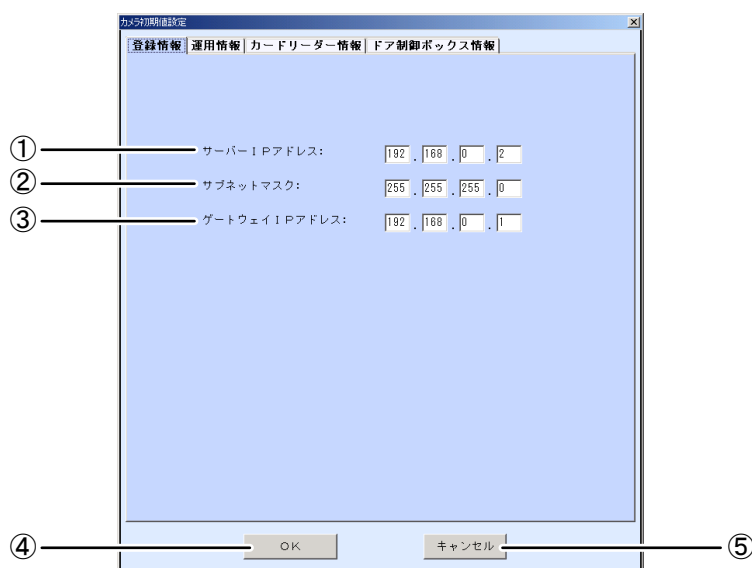 カメラ初期値設定
登録情報 運用情報 カードリーダー情報 ドア制御ボックス情報
① サーバーIPアドレス: 192 . 168 . 0 . 2
② サブネットマスク: 255 . 255 . 255 . 0
③ ゲートウェイIPアドレス: 192 . 168 . 0 . 1
④ OK キャンセル ⑤